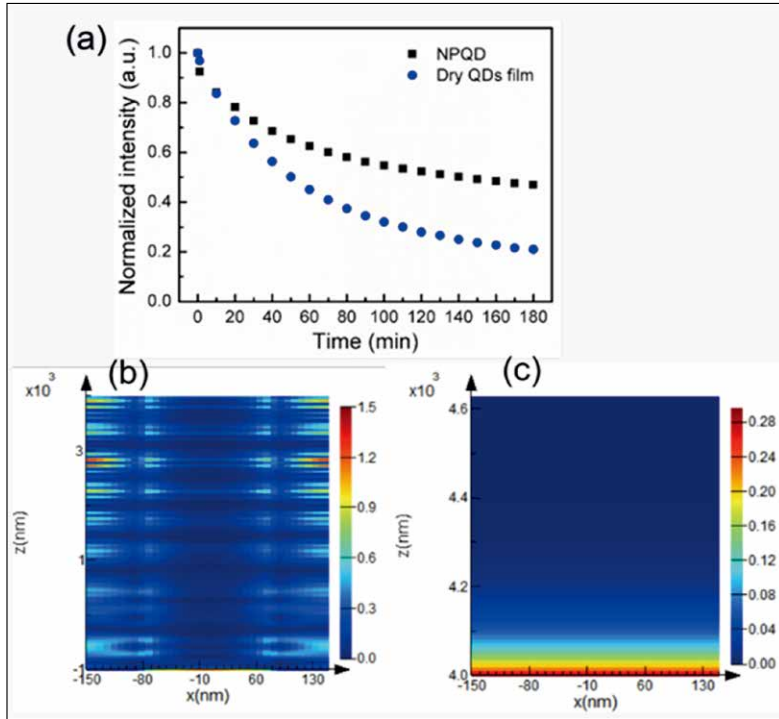 (a)
1.0
0.8
0.6
0.4
0.2
0.0
Normalized intensity (a.u.)
NPQD
Dry QDs film
0 20 40 60 80 100 120 140 160 180
Time (min)
(b)
x10 3
3
1
-1
z(nm)
-150 -80 -10 60 130
x(nm)
1.5
1.2
0.9
0.6
0.3
0.0
(c)
x10 3
4.6
4.4
4.2
4.0
z(nm)
-150 -80 -10 60 130
x(nm)
0.28
0.24
0.20
0.16
0.12
0.08
0.04
0.00